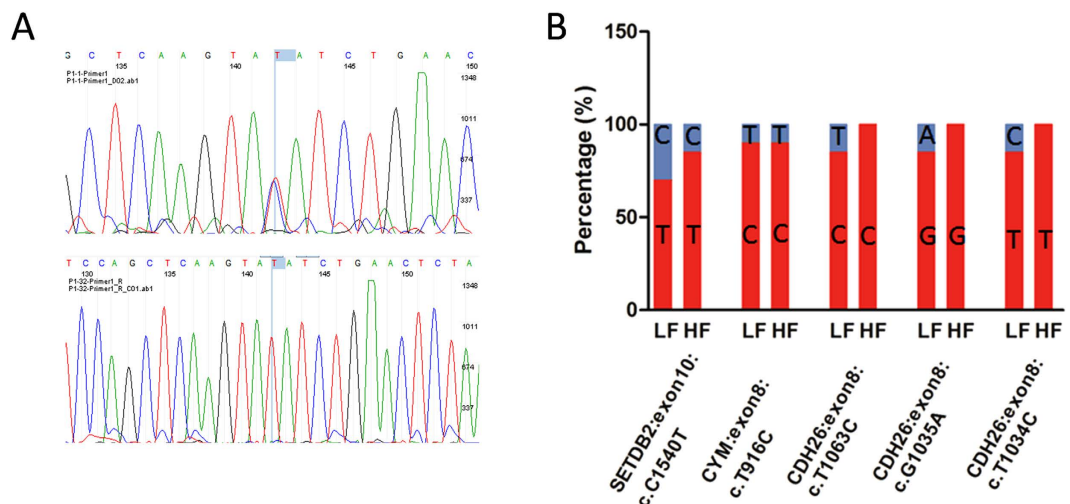 A
G C T C A A G T A T A T C T G A A C
135 140 145 150
P1-1-Primer1
P1-1-Primer1_D02.ab1
1348
1011
674
337
T C C A G C T C A A G T A T A T C T G A A C T C T A
130 135 140 145 150
P1-32-Primer1_R
P1-32-Primer1_R_C01.ab1
1348
1011
674
337
B
150
100
50
0
Percentage (%)
C C T T T A C
T T C C C C G G T T
LF HF LF HF LF HF LF HF LF HF
SETDB2:exon10:
c.C1540T
CYM:exon8:
c.T916C
CDH26:exon8:
c.T1063C
CDH26:exon8:
c.G1035A
CDH26:exon8:
c.T1034C